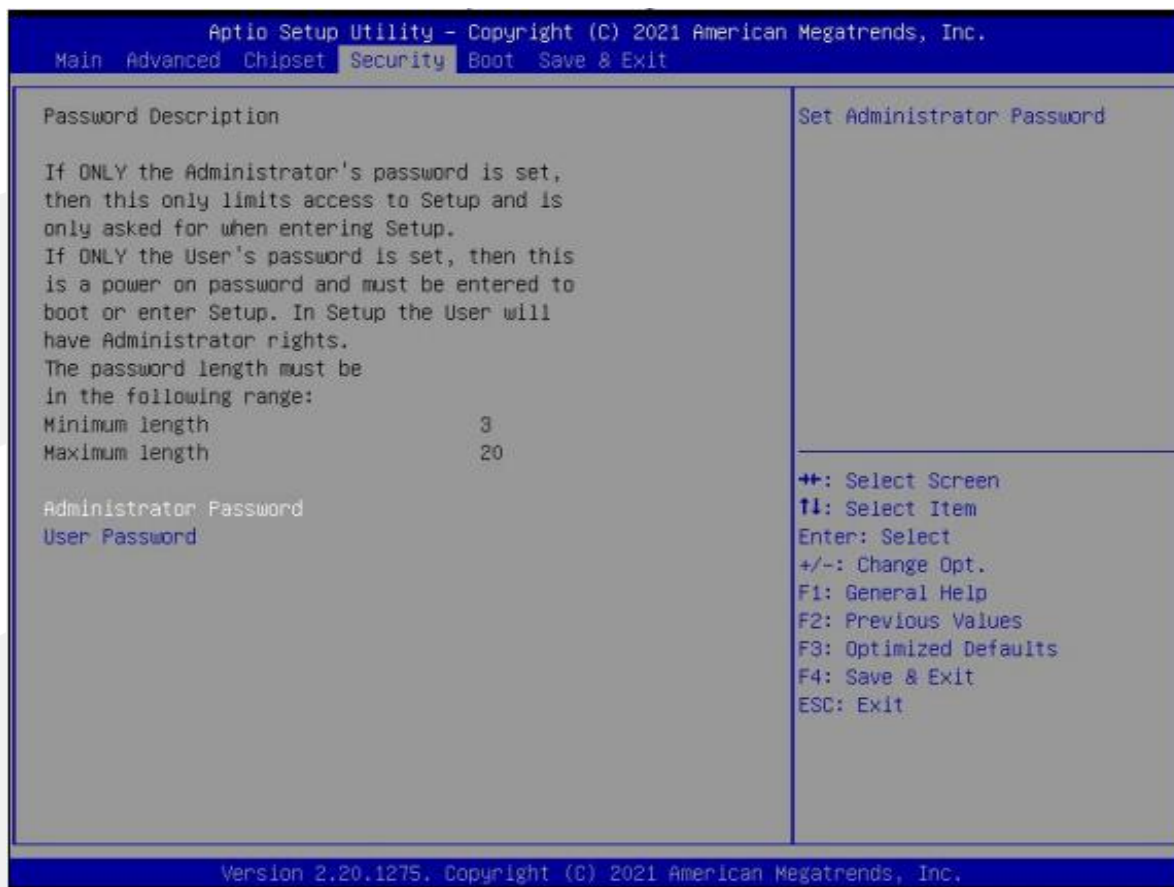 Aptio Setup Utility – Copyright (C) 2021 American Megatrends, Inc.
Main Advanced Chipset Security Boot Save & Exit
Password Description
If ONLY the Administrator's password is set,
then this only limits access to Setup and is
only asked for when entering Setup.
If ONLY the User's password is set, then this
is a power on password and must be entered to
boot or enter Setup. In Setup the User will
have Administrator rights.
The password length must be
in the following range:
Minimum length 3
Maximum length 20
Administrator Password
User Password
Set Administrator Password
→←: Select Screen
↑↓: Select Item
Enter: Select
+/-: Change Opt.
F1: General Help
F2: Previous Values
F3: Optimized Defaults
F4: Save & Exit
ESC: Exit
Version 2.20.1275. Copyright (C) 2021 American Megatrends, Inc.